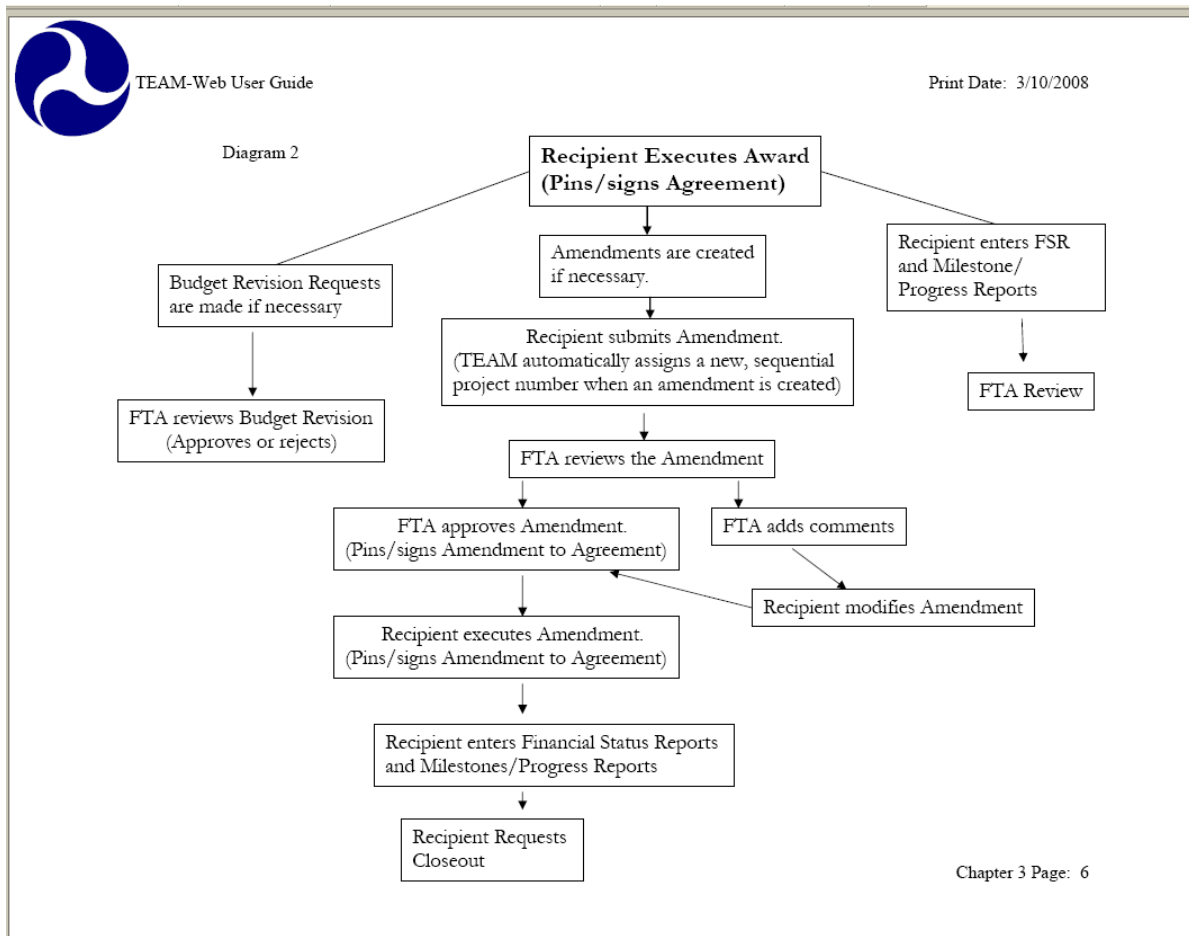 TEAM-Web User Guide
Print Date: 3/10/2008
Diagram 2
Recipient Executes Award
(Pins/signs Agreement)
Budget Revision Requests
are made if necessary
Amendments are created
if necessary.
Recipient enters FSR
and Milestone/
Progress Reports
Recipient submits Amendment.
(TEAM automatically assigns a new, sequential
project number when an amendment is created)
FTA Review
FTA reviews Budget Revision
(Approves or rejects)
FTA reviews the Amendment
FTA approves Amendment.
(Pins/signs Amendment to Agreement)
FTA adds comments
Recipient modifies Amendment
Recipient executes Amendment.
(Pins/signs Amendment to Agreement)
Recipient enters Financial Status Reports
and Milestones/Progress Reports
Recipient Requests
Closeout
Chapter 3 Page: 6